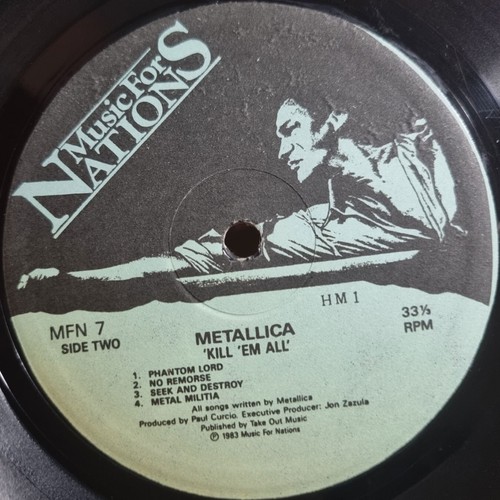 Music For
NATIONS
HM 1
MFN 7
SIDE TWO
33⅓
RPM
METALLICA
'KILL 'EM ALL'
1. PHANTOM LORD
2. NO REMORSE
3. SEEK AND DESTROY
4. METAL MILITIA
All songs written by Metallica
Produced by Paul Curcio. Executive Producer: Jon Zazula
Published by Take Out Music
℗ 1983 Music For Nations